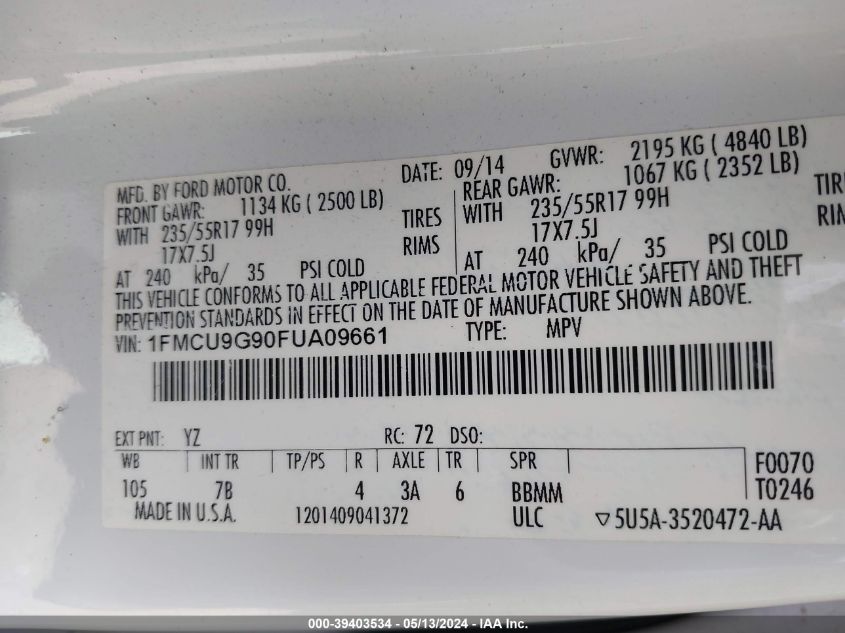 MFD. BY FORD MOTOR CO. DATE: 09/14 GVWR: 2195 KG ( 4840 LB)
FRONT GAWR: 1134 KG ( 2500 LB) REAR GAWR: 1067 KG ( 2352 LB)
WITH 235/55R17 99H TIRES WITH 235/55R17 99H
17X7.5J RIMS 17X7.5J
AT 240 kPa/ 35 PSI COLD AT 240 kPa/ 35 PSI COLD
THIS VEHICLE CONFORMS TO ALL APPLICABLE FEDERAL MOTOR VEHICLE SAFETY AND THEFT
PREVENTION STANDARDS IN EFFECT ON THE DATE OF MANUFACTURE SHOWN ABOVE.
VIN: 1FMCU9G90FUA09661 TYPE: MPV
EXT PNT: YZ RC: 72 DSO:
WB INT TR TP/PS R AXLE TR SPR F0070
105 7B 4 3A 6 BBMM T0246
MADE IN U.S.A. 1201409041372 ULC ▽5U5A-3520472-AA
000-39403534 - 05/13/2024 - IAA Inc.